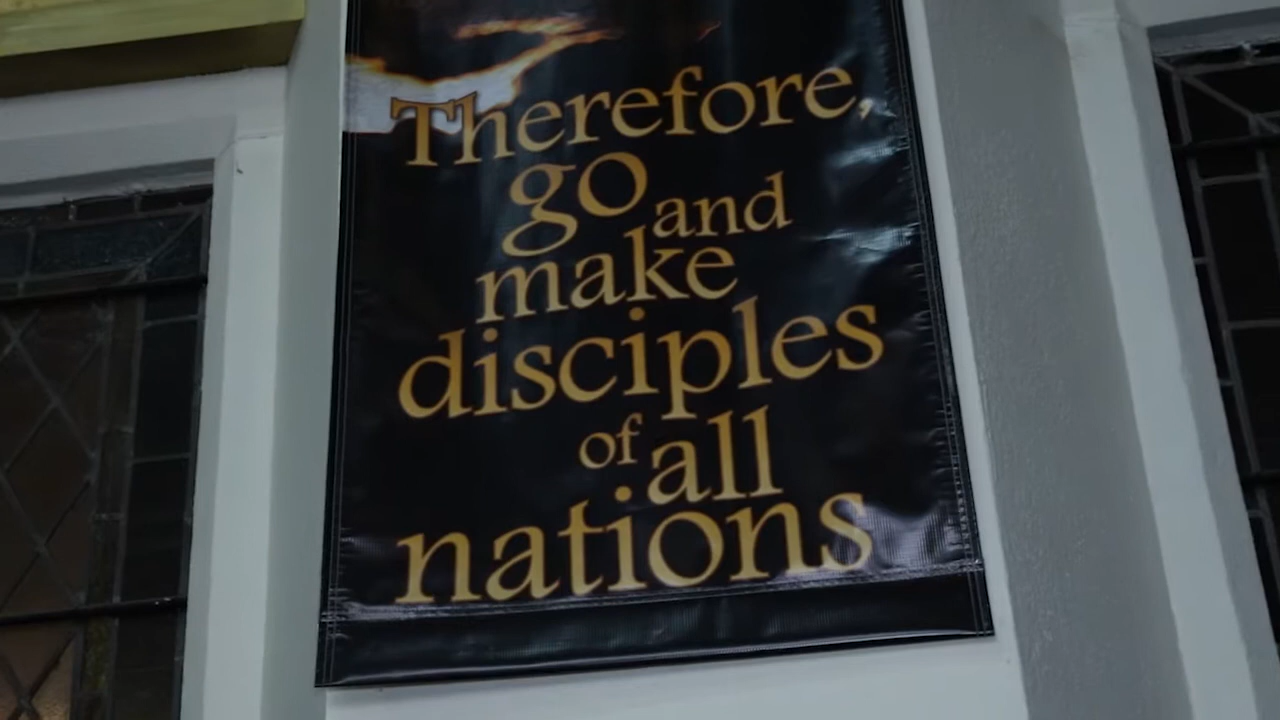 Therefore,
go and
make
disciples
of all
nations